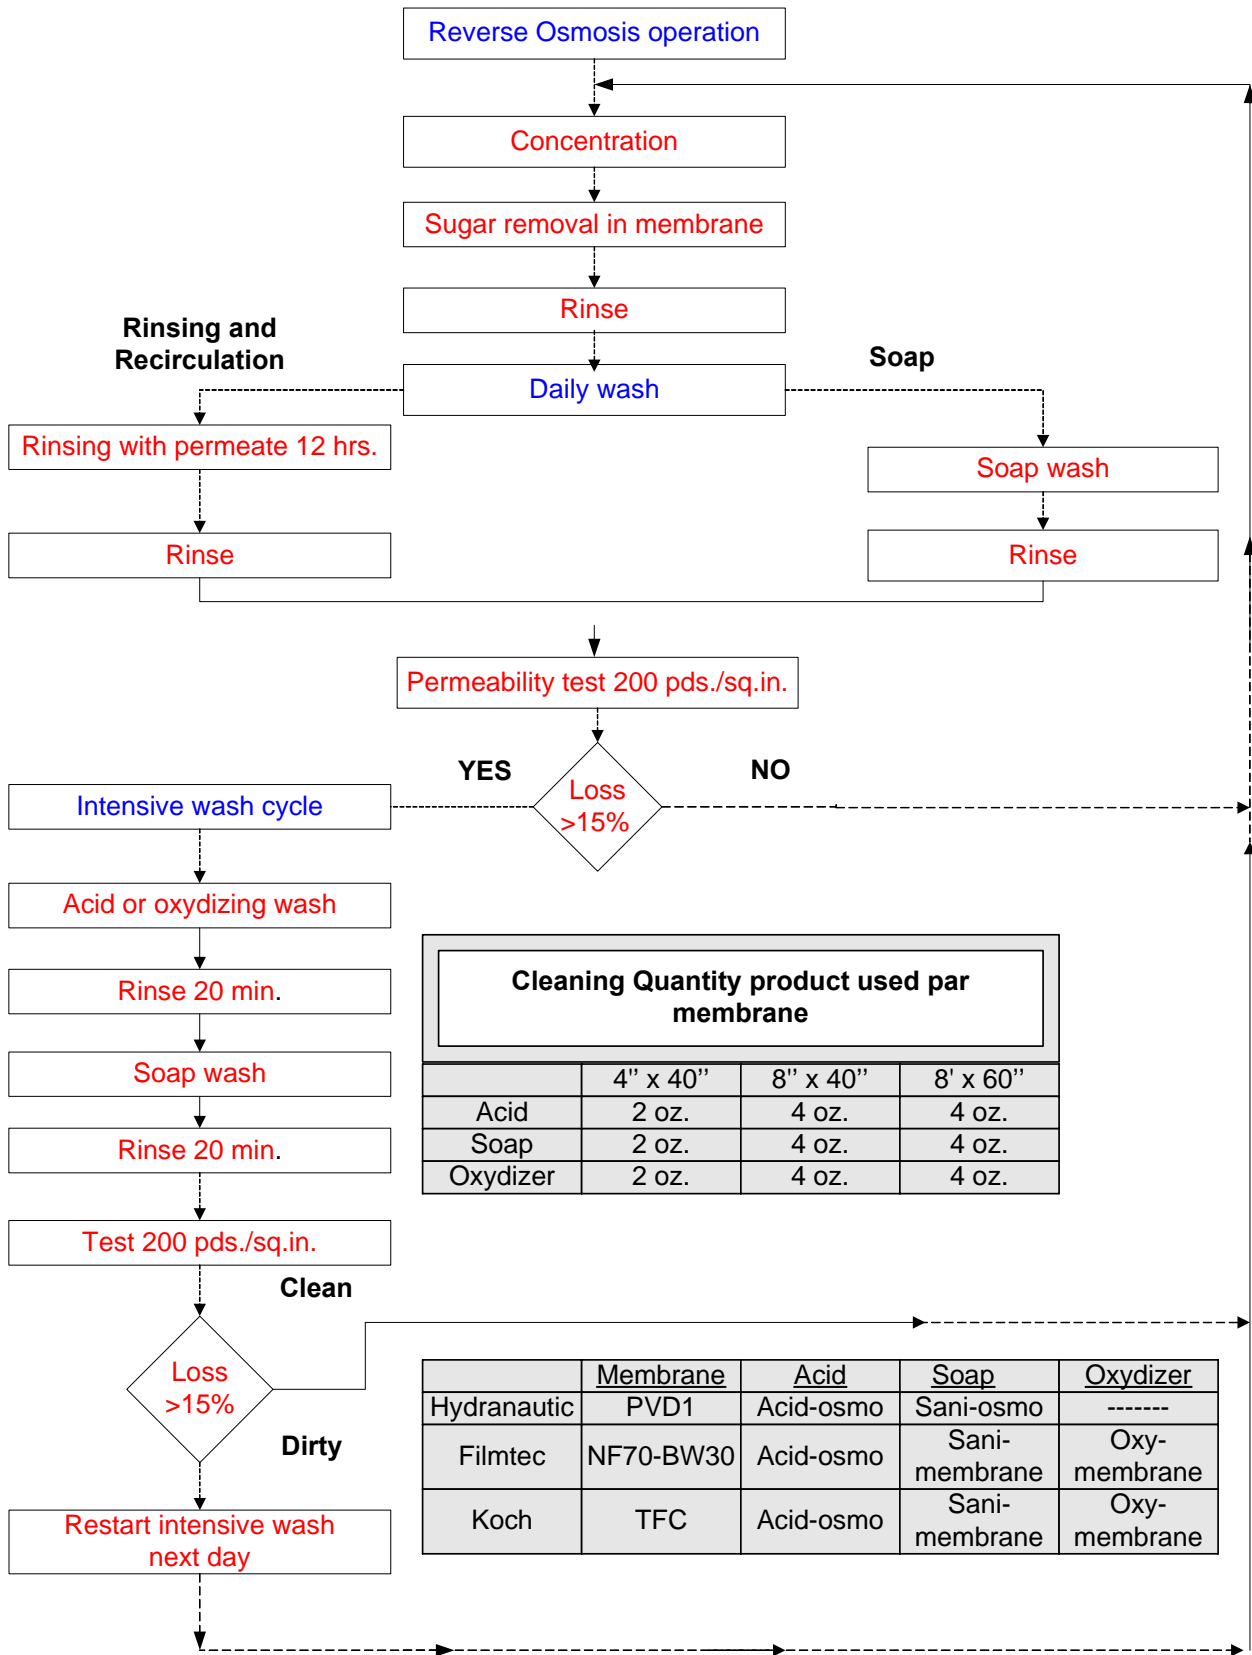 Reverse Osmosis operation
Concentration
Sugar removal in membrane
Rinse
Rinsing and
Recirculation
Soap
Daily wash
Rinsing with permeate 12 hrs.
Soap wash
Rinse
Rinse
Permeability test 200 pds./sq.in.
YES
NO
Loss
>15%
Intensive wash cycle
Acid or oxydizing wash
Rinse 20 min.
Soap wash
Rinse 20 min.
Test 200 pds./sq.in.
Clean
Loss
>15%
Dirty
Restart intensive wash
next day
Cleaning Quantity product used par
membrane
4'' x 40'' 8'' x 40'' 8' x 60''
Acid 2 oz. 4 oz. 4 oz.
Soap 2 oz. 4 oz. 4 oz.
Oxydizer 2 oz. 4 oz. 4 oz.
Membrane Acid Soap Oxydizer
Hydranautic PVD1 Acid-osmo Sani-osmo -------
Filmtec NF70-BW30 Acid-osmo Sani-
membrane Oxy-
membrane
Koch TFC Acid-osmo Sani-
membrane Oxy-
membrane